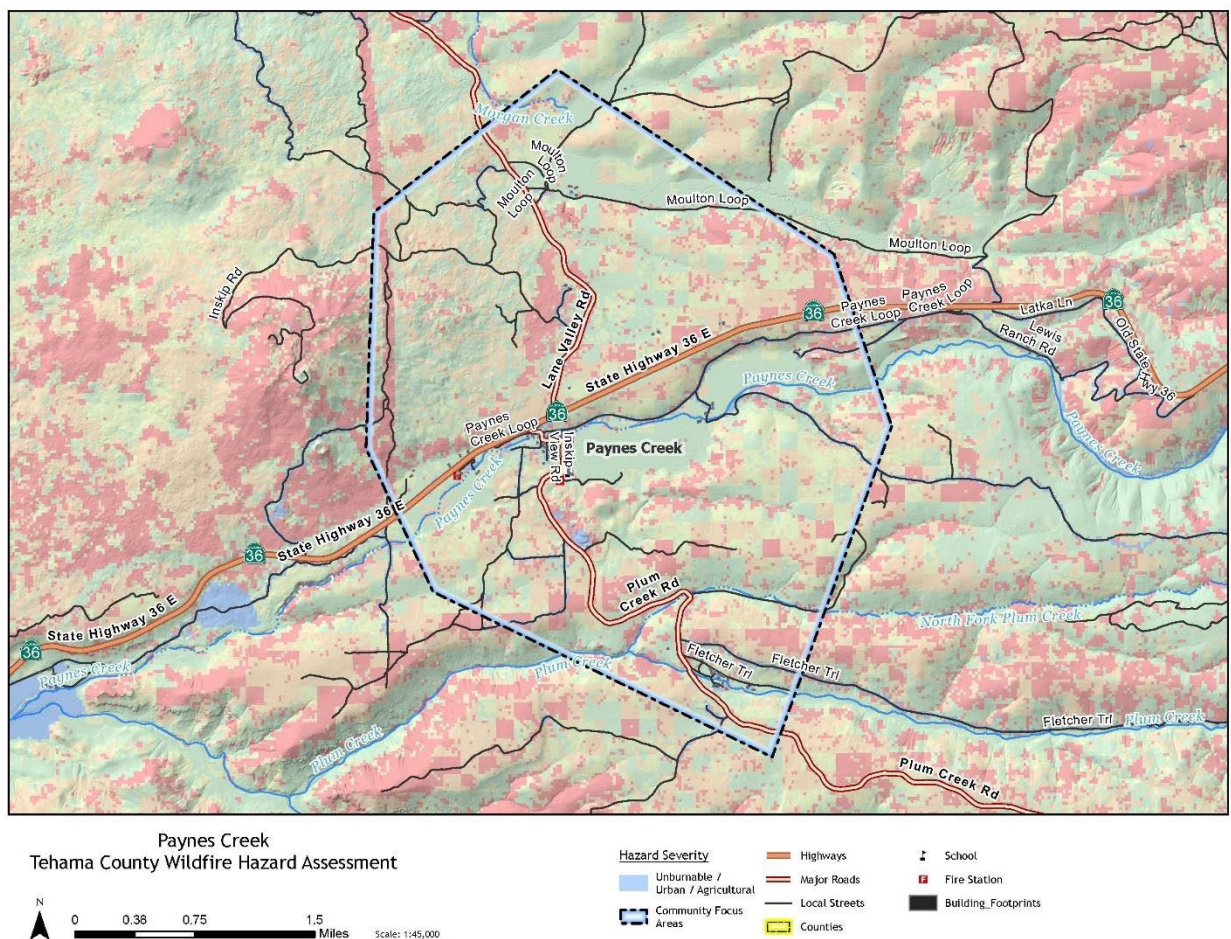 Morgan Creek
Moulton
Loop
Moulton
Loop
Moulton Loop
Moulton Loop
Inskip Rd
Lane Valley Rd
36
Paynes
Creek Loop
Paynes
Creek Loop
Latka Ln
36
Lewis
Ranch Rd
Old State Hwy 36
State Highway 36 E
Paynes Creek
Paynes Creek
36
Paynes
Creek Loop
Inskip
View Rd
Paynes Creek
F
Paynes Creek
State Highway 36 E
36
State Highway 36 E
36
Paynes Creek
Plum
Creek Rd
North Fork Plum Creek
Plum Creek
Fletcher Trl
Fletcher Trl
Fletcher Trl
Plum Creek
Plum Creek
Plum Creek Rd
Paynes Creek
Tehama County Wildfire Hazard Assessment
N
0 0.38 0.75 1.5
Miles
Scale: 1:45,000
Hazard Severity
Unburnable /
Urban / Agricultural
Community Focus
Areas
Highways
Major Roads
Local Streets
Counties
School
F Fire Station
Building_Footprints